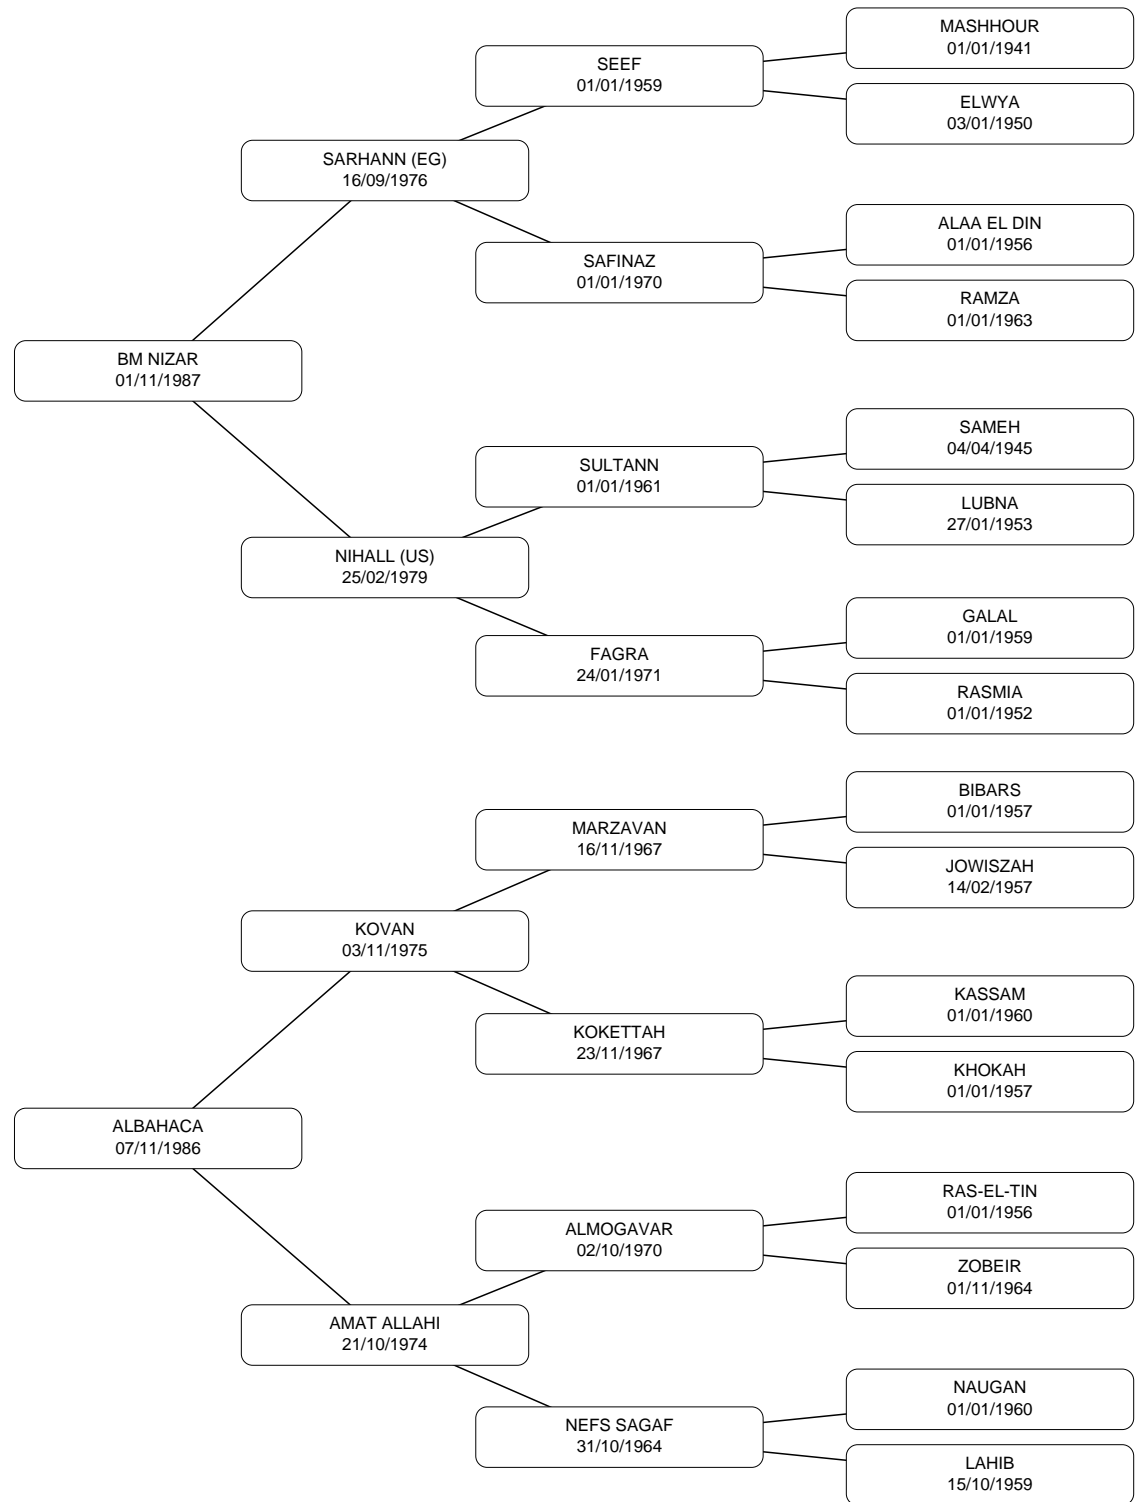 MASHHOUR
01/01/1941
SEEF
01/01/1959
ELWYA
03/01/1950
SARHANN (EG)
16/09/1976
ALAA EL DIN
01/01/1956
SAFINAZ
01/01/1970
RAMZA
01/01/1963
BM NIZAR
01/11/1987
SAMEH
04/04/1945
SULTANN
01/01/1961
LUBNA
27/01/1953
NIHALL (US)
25/02/1979
GALAL
01/01/1959
FAGRA
24/01/1971
RASMIA
01/01/1952
BIBARS
01/01/1957
MARZAVAN
16/11/1967
JOWISZAH
14/02/1957
KOVAN
03/11/1975
KASSAM
01/01/1960
KOKETTAH
23/11/1967
KHOKAH
01/01/1957
ALBAHACA
07/11/1986
RAS-EL-TIN
01/01/1956
ALMOGAVAR
02/10/1970
ZOBEIR
01/11/1964
AMAT ALLAHI
21/10/1974
NAUGAN
01/01/1960
NEFS SAGAF
31/10/1964
LAHIB
15/10/1959